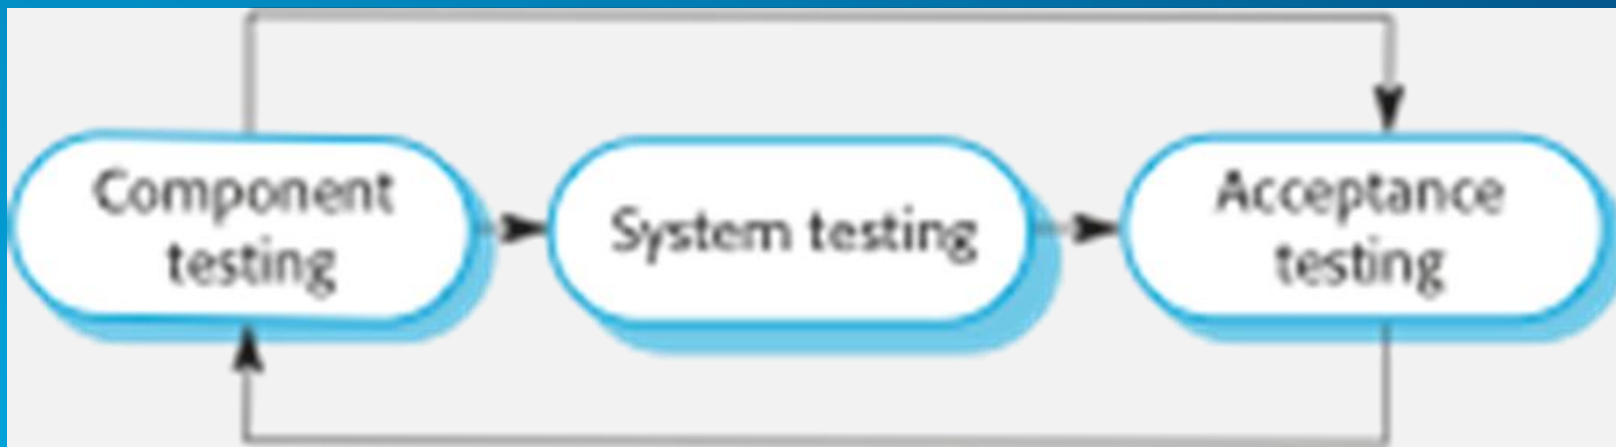 Component
testing
System testing
Acceptance
testing